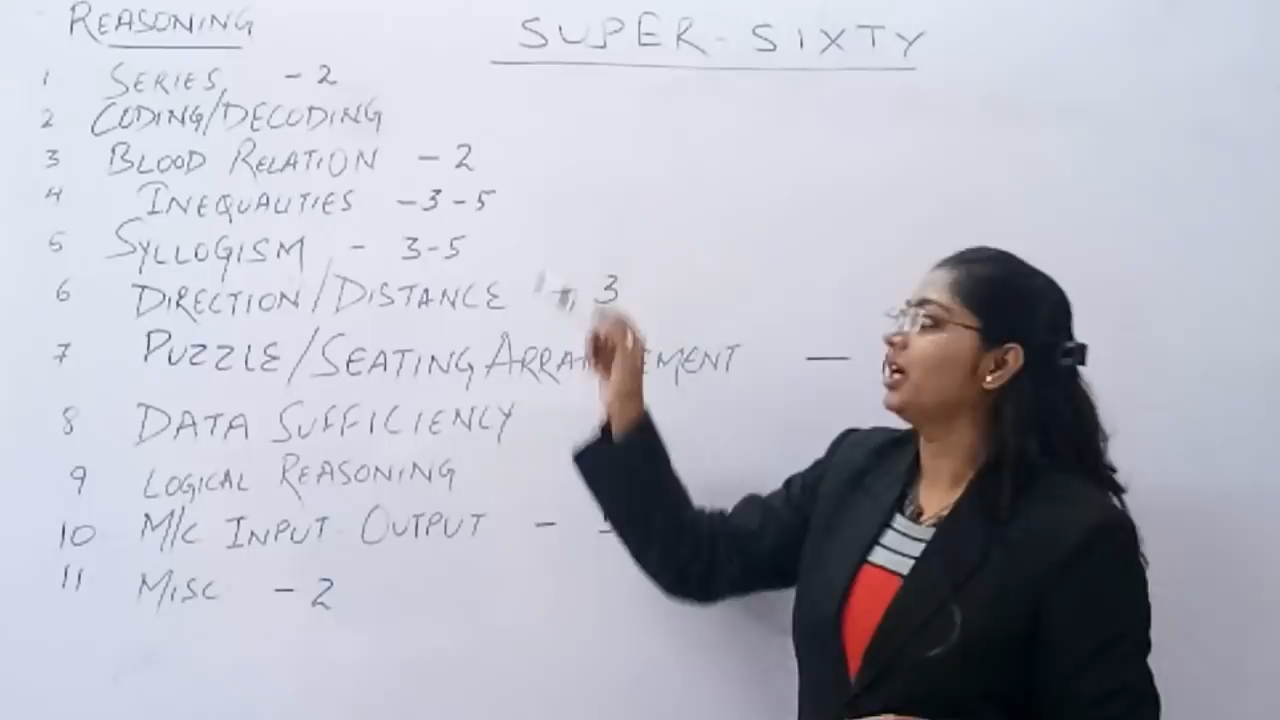 REASONING
SUPER-SIXTY
1 SERIES - 2
2 CODING/DECODING
3 BLOOD RELATION - 2
4 INEQUALITIES - 3 - 5
5 SYLLOGISM - 3-5
6 DIRECTION/DISTANCE 3
7 PUZZLE/SEATING ARRANGEMENT —
8 DATA SUFFICIENCY
9 LOGICAL REASONING
10 M/C INPUT OUTPUT -
11 MISC - 2